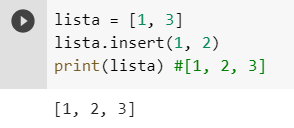 lista = [1, 3]
lista.insert(1, 2)
print(lista) #[1, 2, 3]
[1, 2, 3]